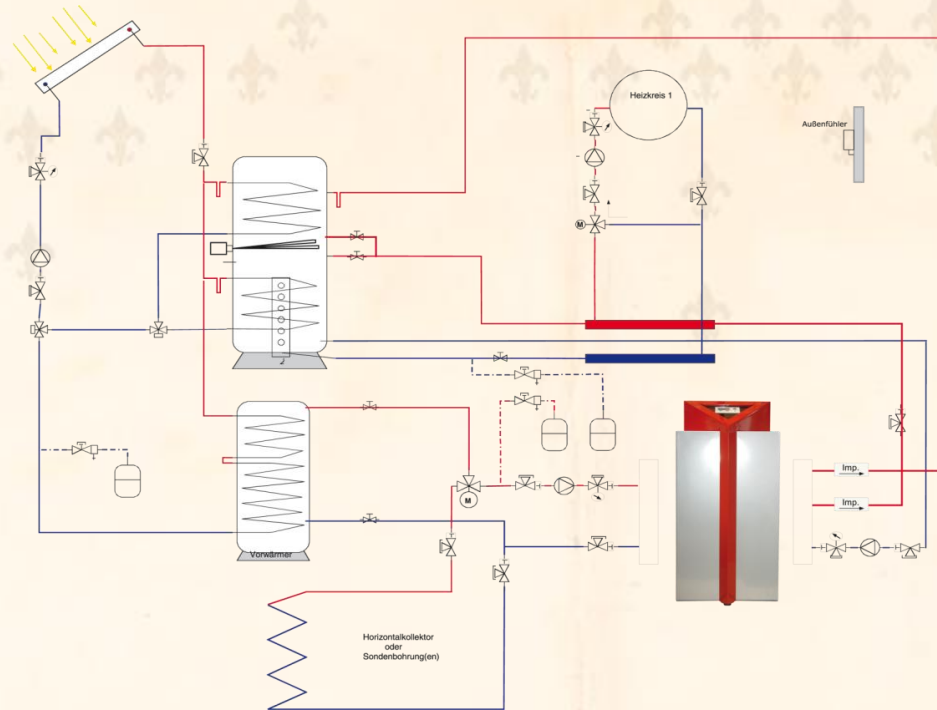 Heizkreis 1
Außenfühler
M
Imp.
Imp.
M
Vorwärmer
Horizontalkollektor
oder
Sondenbohrung(en)